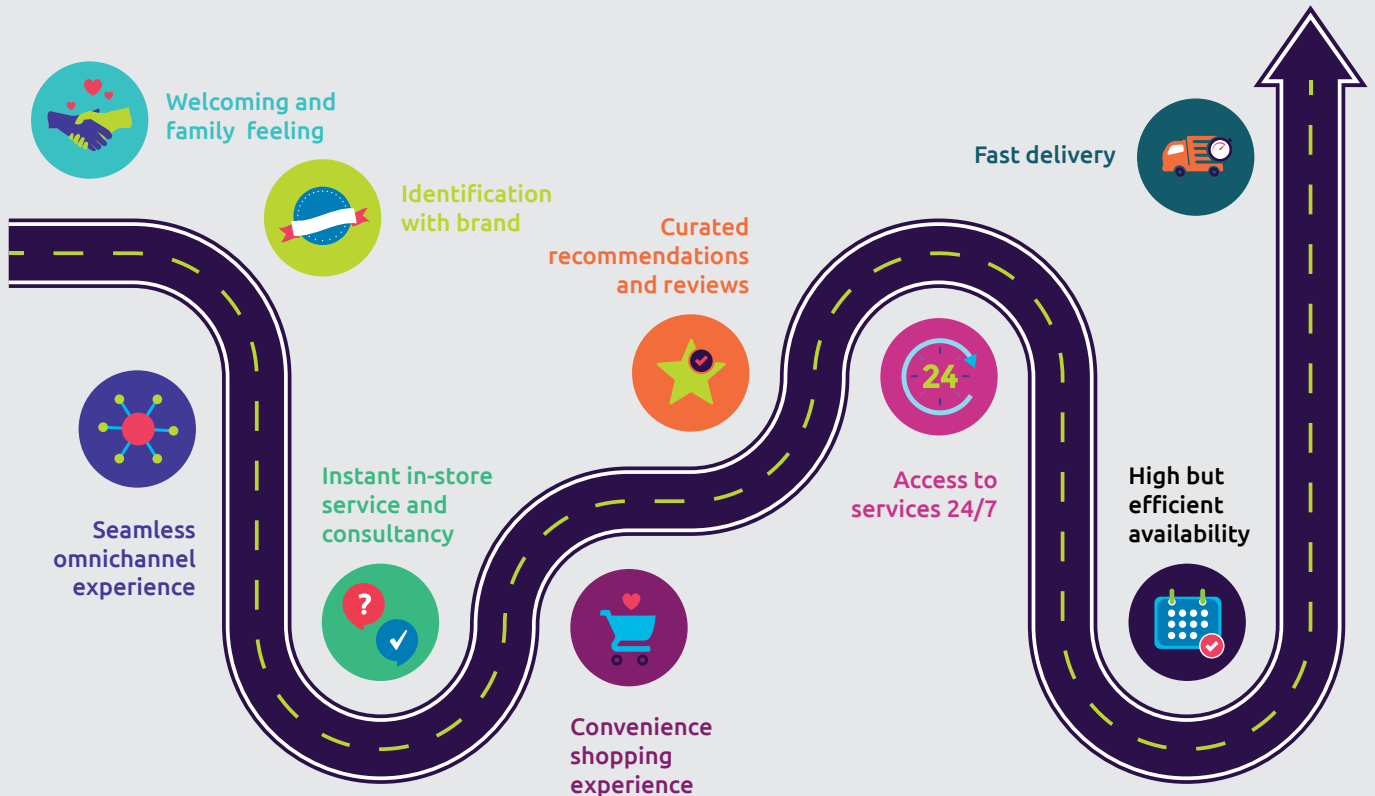 Welcoming and
family feeling
Identification
with brand
Seamless
omnichannel
experience
Instant in-store
service and
consultancy
?
Convenience
shopping
experience
Curated
recommendations
and reviews
24
Access to
services 24/7
High but
efficient
availability
Fast delivery